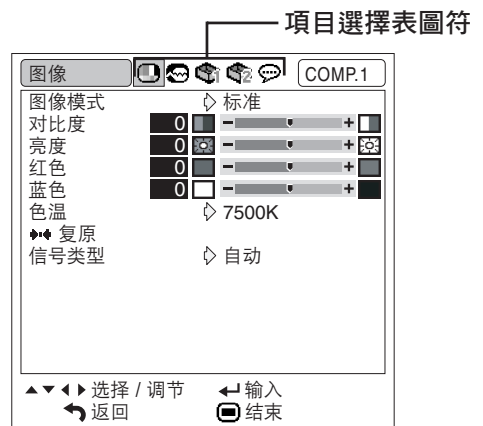 項目選擇表圖符
图像 1 2 COMP.1
图像模式 标准
对比度 0 - +
亮度 0 - +
红色 0 - +
蓝色 0 - +
色温 7500K
复原
信号类型 自动
▲▼◀▶ 选择 / 调节 输入
返回 结束